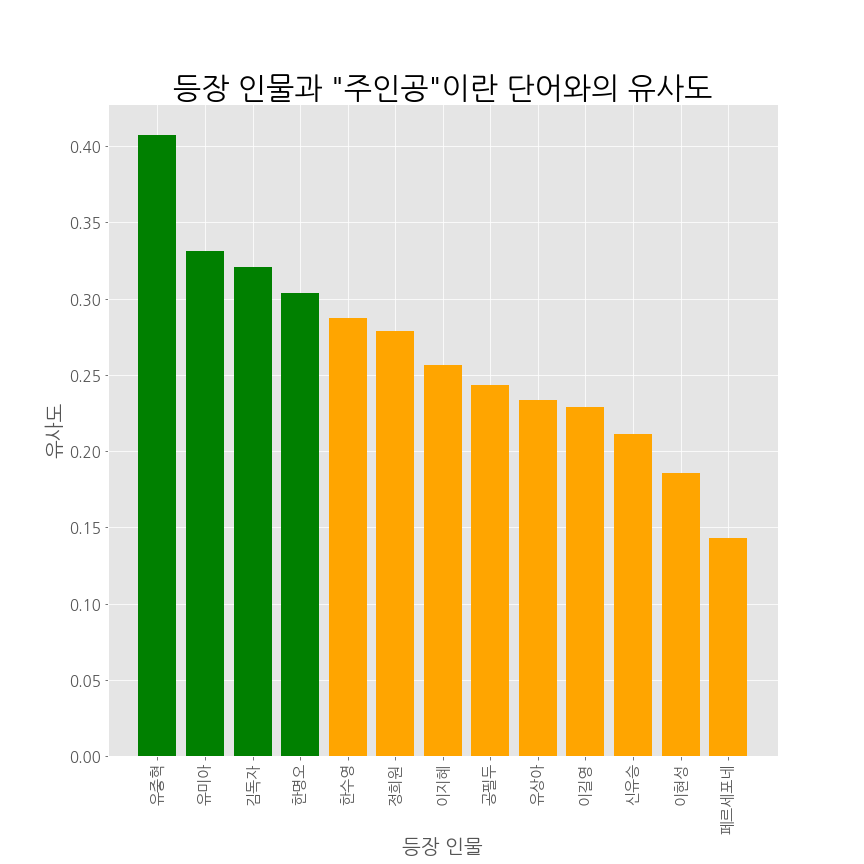 등장 인물과 "주인공"이란 단어와의 유사도
0.40
0.35
0.30
0.25
0.20
0.15
0.10
0.05
0.00
유사도
유중혁
유미아
김독자
한명오
한수영
정희원
이지혜
공필두
유상아
이길영
신유승
이현성
페르세포네
등장 인물